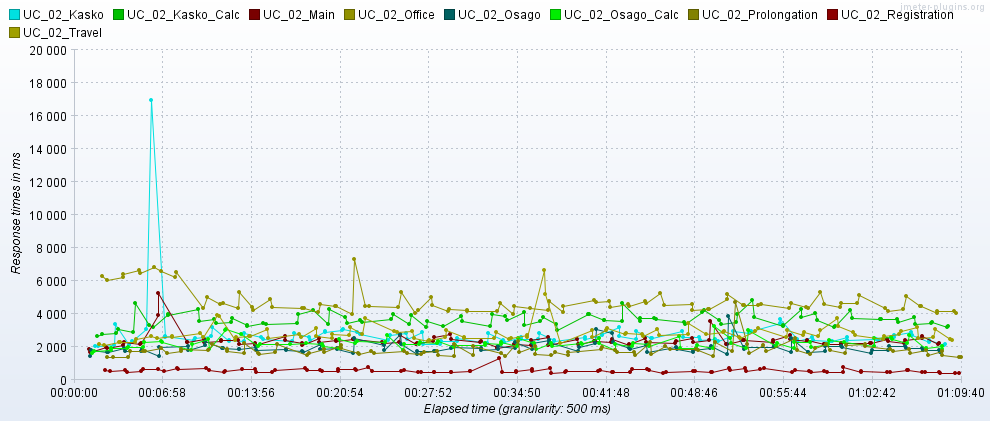 UC_02_Kasko UC_02_Kasko_Calc UC_02_Main UC_02_Office UC_02_Osago UC_02_Osago_Calc UC_02_Prolongation UC_02_Registration
jmeter-plugins.org
UC_02_Travel
20 000
18 000
16 000
14 000
12 000
10 000
8 000
6 000
4 000
2 000
0
Response times in ms
00:00:00 00:06:58 00:13:56 00:20:54 00:27:52 00:34:50 00:41:48 00:48:46 00:55:44 01:02:42 01:09:40
Elapsed time (granularity: 500 ms)